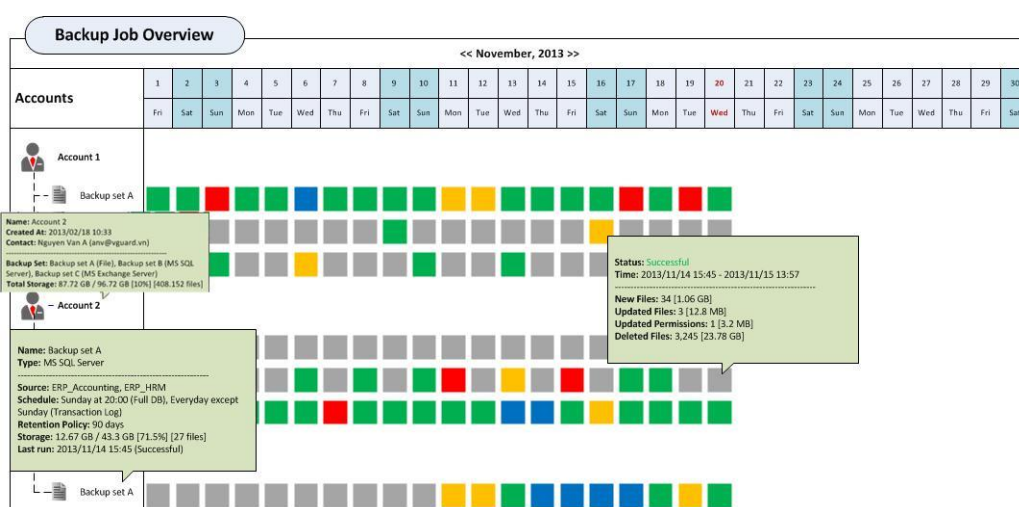 Backup Job Overview
<< November, 2013 >>
Accounts
1 2 3 4 5 6 7 8 9 10 11 12 13 14 15 16 17 18 19 20 21 22 23 24 25 26 27 28 29 30
Fri Sat Sun Mon Tue Wed Thu Fri Sat Sun Mon Tue Wed Thu Fri Sat Sun Mon Tue Wed Thu Fri Sat Sun Mon Tue Wed Thu Fri Sat
Account 1
Backup set A
Name: Account 2
Created At: 2013/02/18 10:33
Contact: Nguyen Van A (anv@vguard.vn)
Backup Set: Backup set A (File), Backup set B (MS SQL
Server), Backup set C (MS Exchange Server)
Total Storage: 87.72 GB / 96.72 GB [10%] [408.152 files]
Status: Successful
Time: 2013/11/14 15:45 - 2013/11/15 13:57
New Files: 34 [1.06 GB]
Updated Files: 3 [12.8 MB]
Updated Permissions: 1 [3.2 MB]
Deleted Files: 3,245 [23.78 GB]
Account 2
Name: Backup set A
Type: MS SQL Server
Source: ERP_Accounting, ERP_HRM
Schedule: Sunday at 20:00 (Full DB), Everyday except
Sunday (Transaction Log)
Retention Policy: 90 days
Storage: 12.67 GB / 43.3 GB [71.5%] [27 files]
Last run: 2013/11/14 15:45 (Successful)
Backup set A